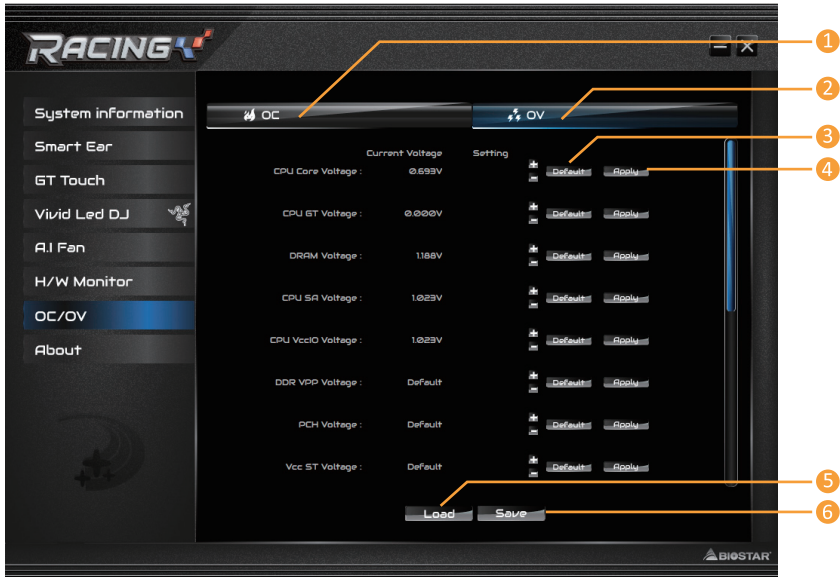 RACING
1
OC
OV
2
System information
Smart Ear
GT Touch
Vivid Led DJ
A.I Fan
H/W Monitor
OC/OV
About
Current Voltage Setting
3
CPU Core Voltage : 0.693V + - Default Apply
4
CPU GT Voltage : 0.000V + - Default Apply
DRAM Voltage : 1.188V + - Default Apply
CPU SA Voltage : 1.023V + - Default Apply
CPU VccIO Voltage : 1.023V + - Default Apply
DDR VPP Voltage : Default + - Default Apply
PCH Voltage : Default + - Default Apply
Vcc ST Voltage : Default + - Default Apply
5
Load Save
6
BIOSTAR